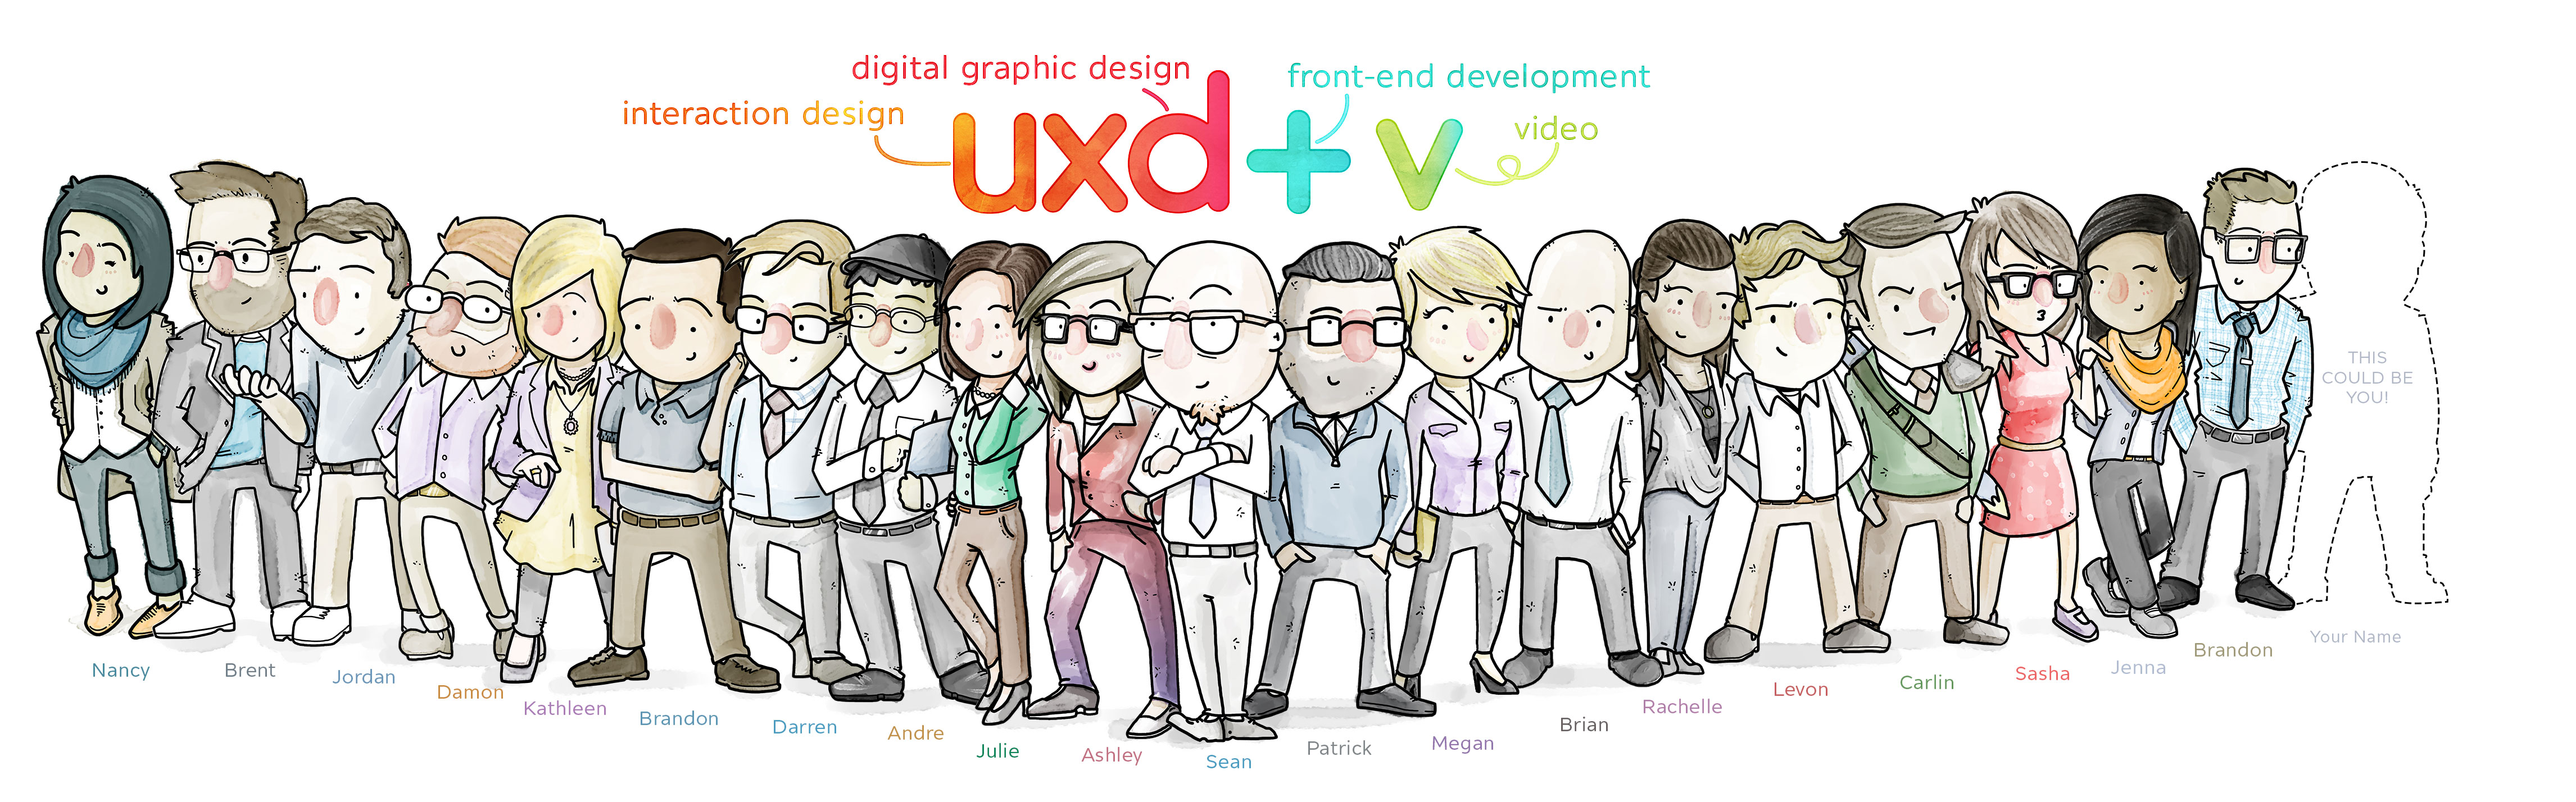 digital graphic design
front-end development
interaction design
uxd+v
video
THIS
COULD BE
YOU!
Nancy
Brent
Jordan
Damon
Kathleen
Brandon
Darren
Andre
Julie
Ashley
Sean
Patrick
Megan
Brian
Rachelle
Levon
Carlin
Sasha
Jenna
Brandon
Your Name